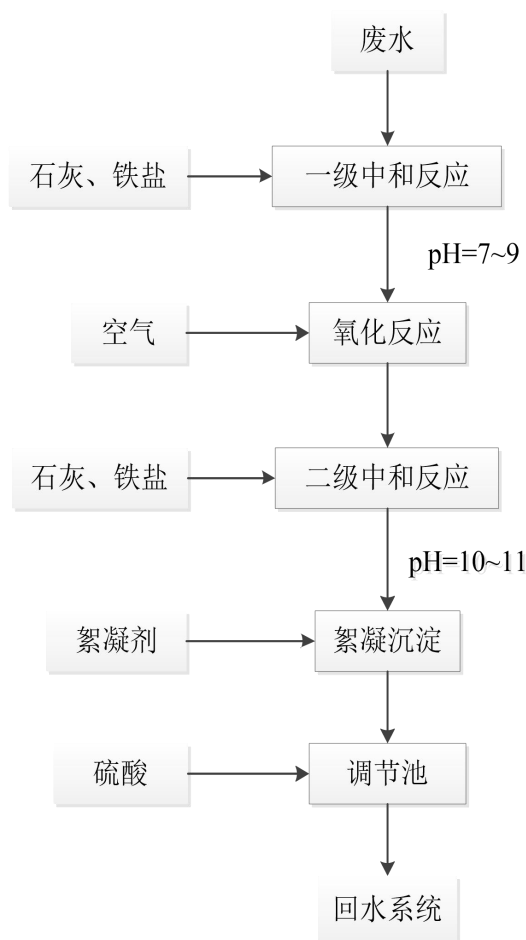 废水
石灰、铁盐
一级中和反应
pH=7~9
空气
氧化反应
石灰、铁盐
二级中和反应
pH=10~11
絮凝剂
絮凝沉淀
硫酸
调节池
回水系统